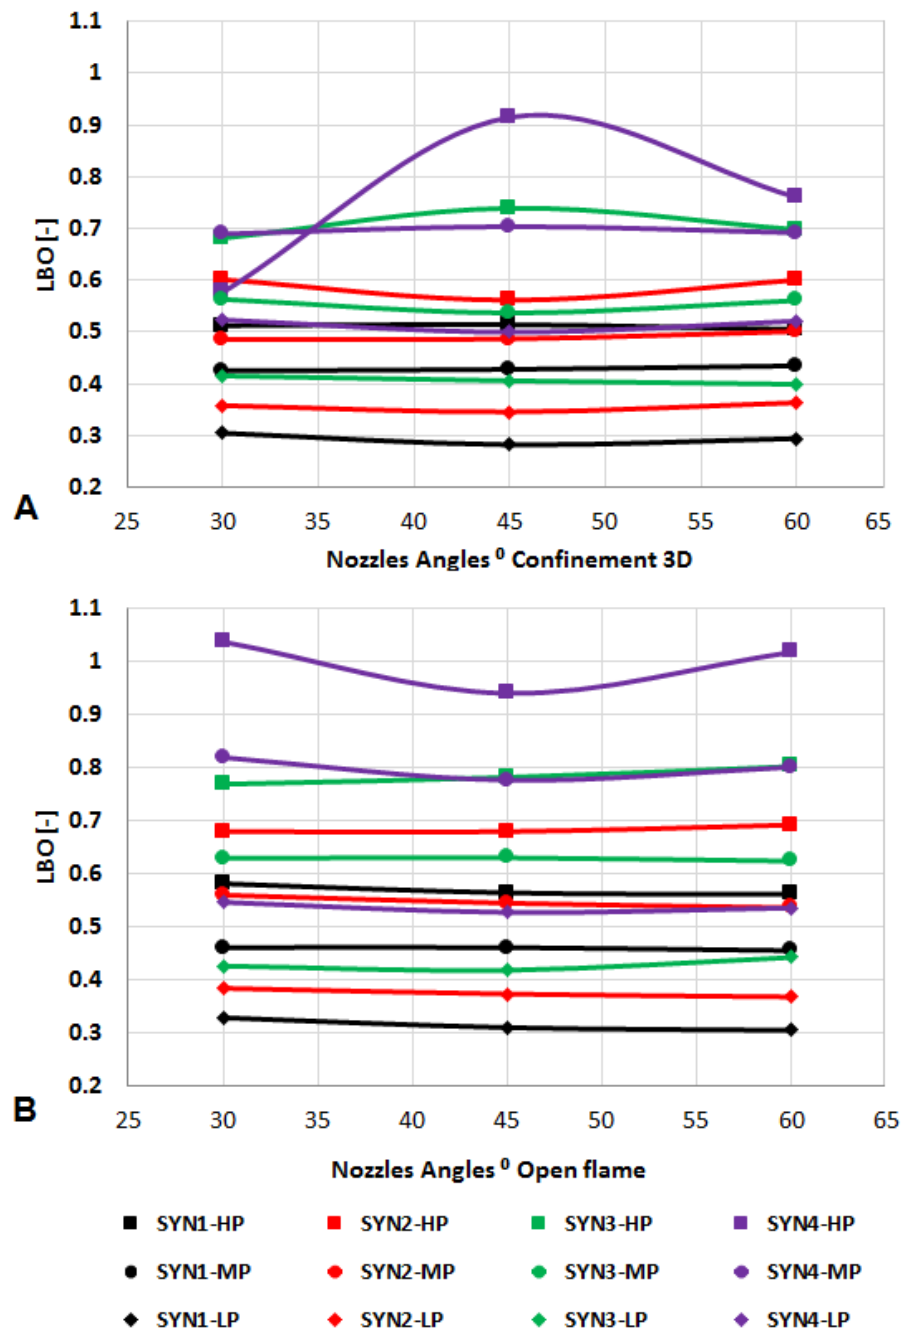 1.1
1
0.9
0.8
0.7
0.6
0.5
0.4
0.3
0.2
LBO [-]
A
25 30 35 40 45 50 55 60 65
Nozzles Angles ⁰ Confinement 3D
1.1
1
0.9
0.8
0.7
0.6
0.5
0.4
0.3
0.2
LBO [-]
B
25 30 35 40 45 50 55 60 65
Nozzles Angles ⁰ Open flame
SYN1-HP SYN2-HP SYN3-HP SYN4-HP
SYN1-MP SYN2-MP SYN3-MP SYN4-MP
SYN1-LP SYN2-LP SYN3-LP SYN4-LP